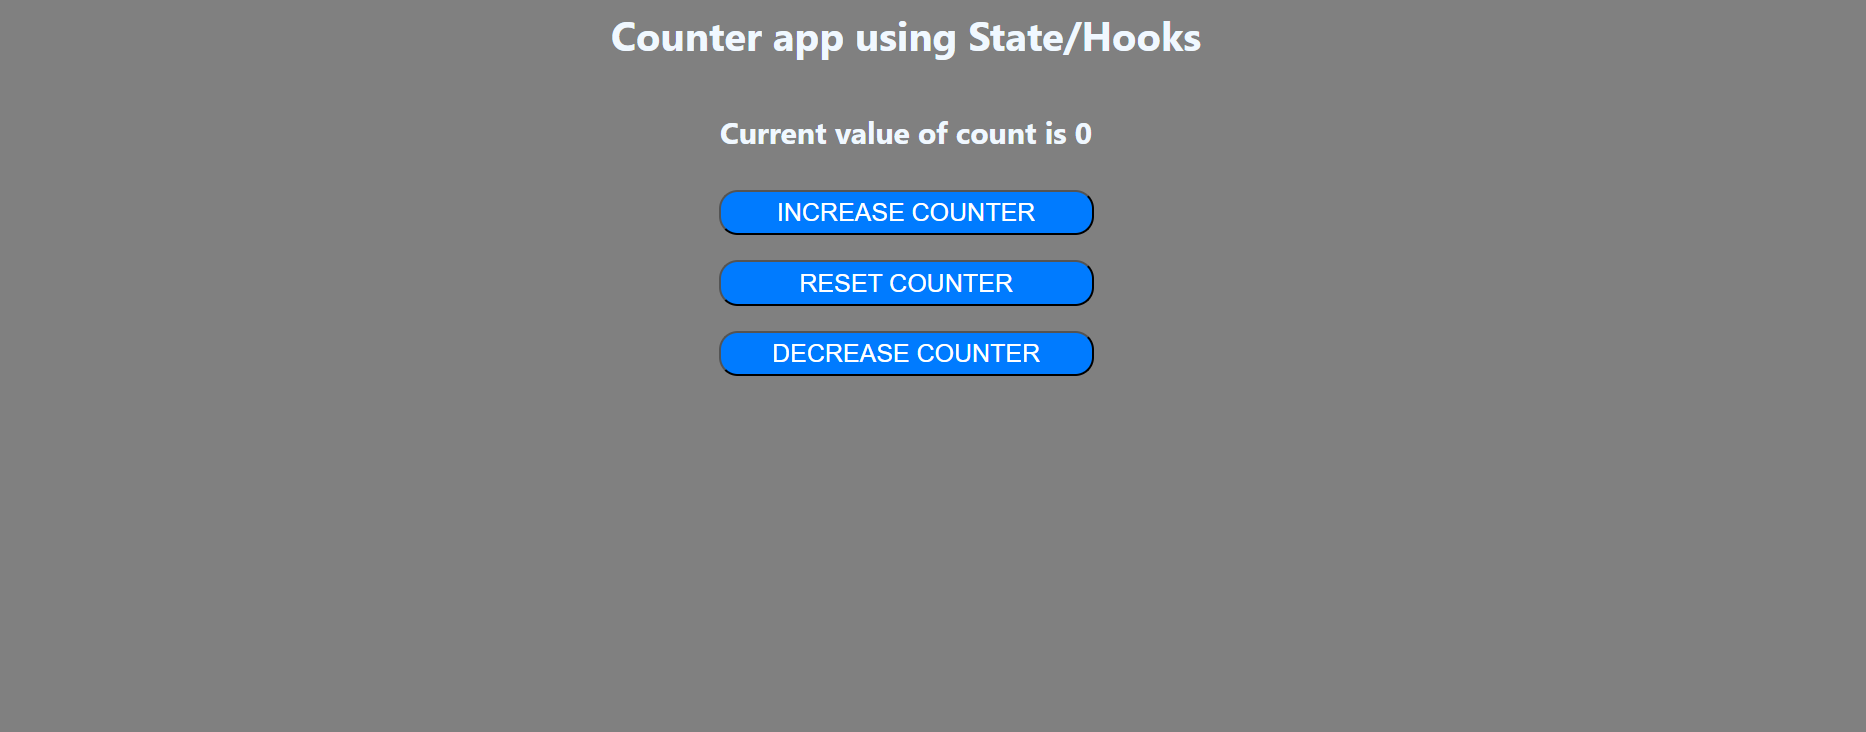 Counter app using State/Hooks
Current value of count is 0
INCREASE COUNTER
RESET COUNTER
DECREASE COUNTER